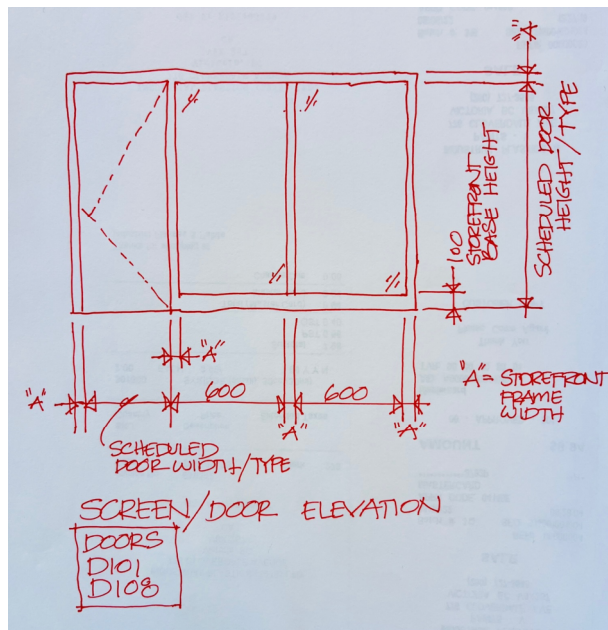 "A"
SCHEDULED DOOR
HEIGHT/TYPE
STOREFRONT
BASE HEIGHT
100
"A"
"A"
600
600
"A"
"A"
"A" = STOREFRONT
FRAME
WIDTH
SCHEDULED
DOOR WIDTH/TYPE
SCREEN/DOOR ELEVATION
DOORS
D101
D108